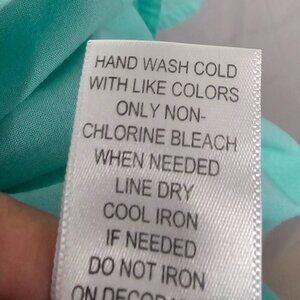 HAND WASH COLD
WITH LIKE COLORS
ONLY NON-
CHLORINE BLEACH
WHEN NEEDED
LINE DRY
COOL IRON
IF NEEDED
DO NOT IRON
ON